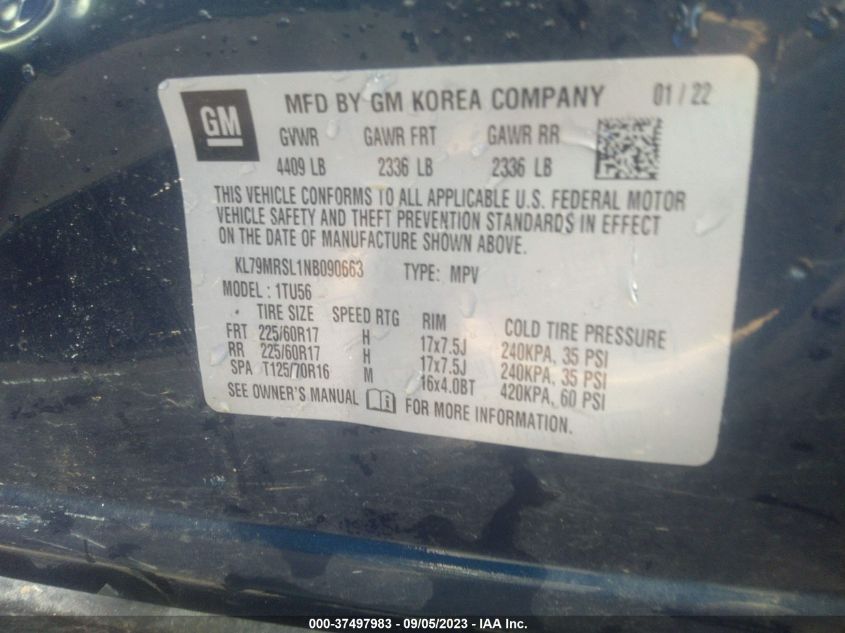 GM
MFD BY GM KOREA COMPANY 01 / 22
GVWR GAWR FRT GAWR RR
4409 LB 2336 LB 2336 LB
THIS VEHICLE CONFORMS TO ALL APPLICABLE U.S. FEDERAL MOTOR
VEHICLE SAFETY AND THEFT PREVENTION STANDARDS IN EFFECT
ON THE DATE OF MANUFACTURE SHOWN ABOVE.
KL79MRSL1NB090663 TYPE: MPV
MODEL : 1TU56
TIRE SIZE SPEED RTG RIM COLD TIRE PRESSURE
FRT 225/60R17 H 17x7.5J 240KPA, 35 PSI
RR 225/60R17 H 17x7.5J 240KPA, 35 PSI
SPA T125/70R16 M 16x4.0BT 420KPA, 60 PSI
SEE OWNER'S MANUAL FOR MORE INFORMATION.
000-37497983 - 09/05/2023 - IAA Inc.